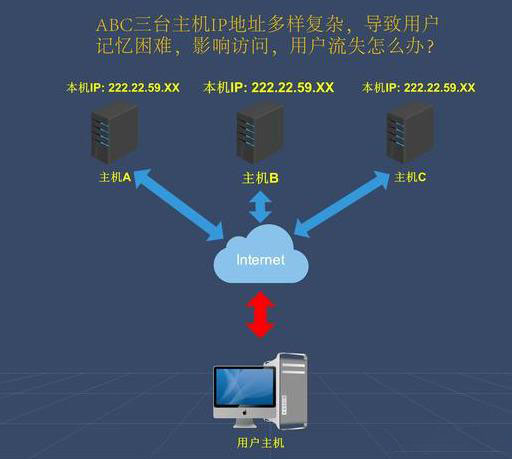 ABC三台主机IP地址多样复杂，导致用户
记忆困难，影响访问，用户流失怎么办？
本机IP: 222.22.59.XX
本机IP: 222.22.59.XX
本机IP: 222.22.59.XX
主机A
主机B
主机C
Internet
用户主机